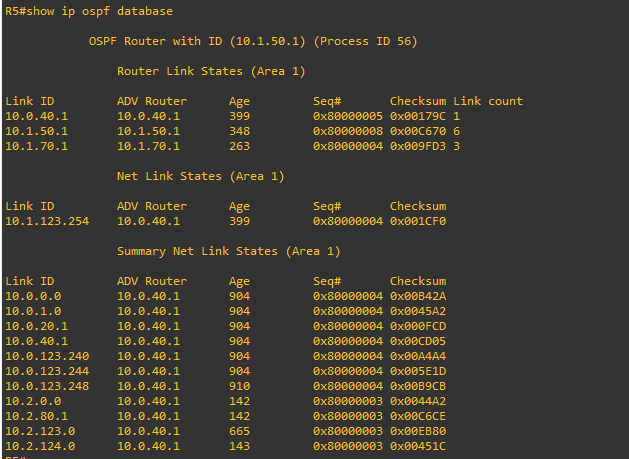 R5#show ip ospf database
OSPF Router with ID (10.1.50.1) (Process ID 56)
Router Link States (Area 1)
Link ID ADV Router Age Seq# Checksum Link count
10.0.40.1 10.0.40.1 399 0x80000005 0x00179C 1
10.1.50.1 10.1.50.1 348 0x80000008 0x00C670 6
10.1.70.1 10.1.70.1 263 0x80000004 0x009FD3 3
Net Link States (Area 1)
Link ID ADV Router Age Seq# Checksum
10.1.123.254 10.0.40.1 399 0x80000004 0x001CF0
Summary Net Link States (Area 1)
Link ID ADV Router Age Seq# Checksum
10.0.0.0 10.0.40.1 904 0x80000004 0x00B42A
10.0.1.0 10.0.40.1 904 0x80000004 0x0045A2
10.0.20.1 10.0.40.1 904 0x80000004 0x000FCD
10.0.40.1 10.0.40.1 904 0x80000004 0x00CD05
10.0.123.240 10.0.40.1 904 0x80000004 0x00A4A4
10.0.123.244 10.0.40.1 904 0x80000004 0x005E1D
10.0.123.248 10.0.40.1 910 0x80000004 0x00B9CB
10.2.0.0 10.0.40.1 142 0x80000003 0x0044A2
10.2.80.1 10.0.40.1 142 0x80000003 0x00C6CE
10.2.123.0 10.0.40.1 665 0x80000003 0x00EB80
10.2.124.0 10.0.40.1 143 0x80000003 0x00451C
R5#